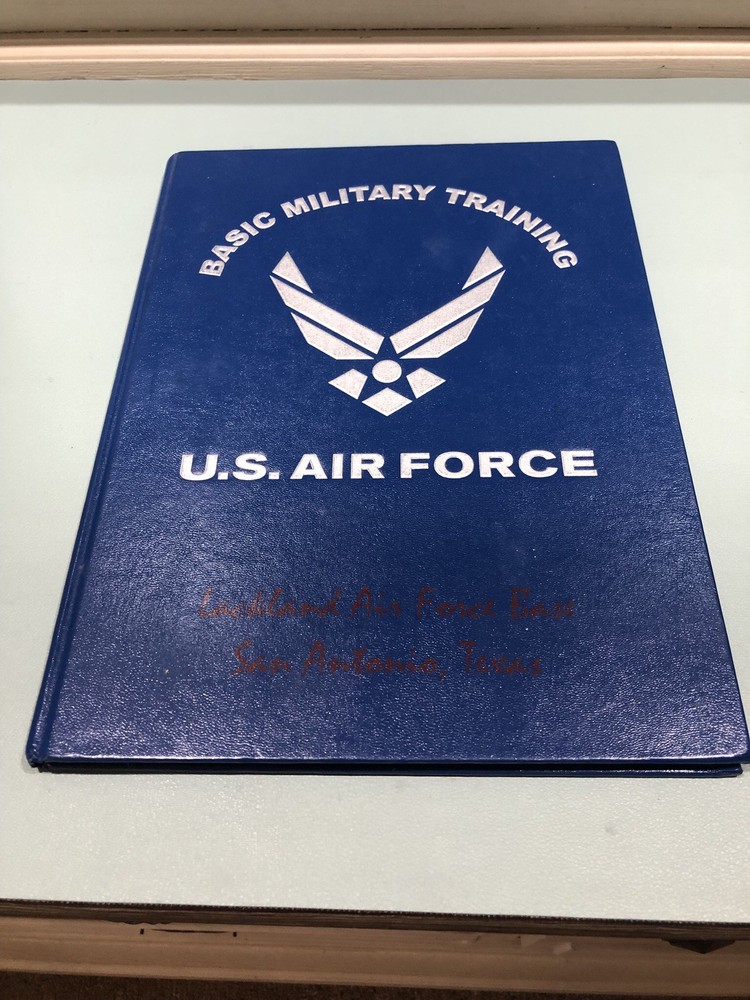 BASIC MILITARY TRAINING
U.S. AIR FORCE
Lackland Air Force Base
San Antonio, Texas